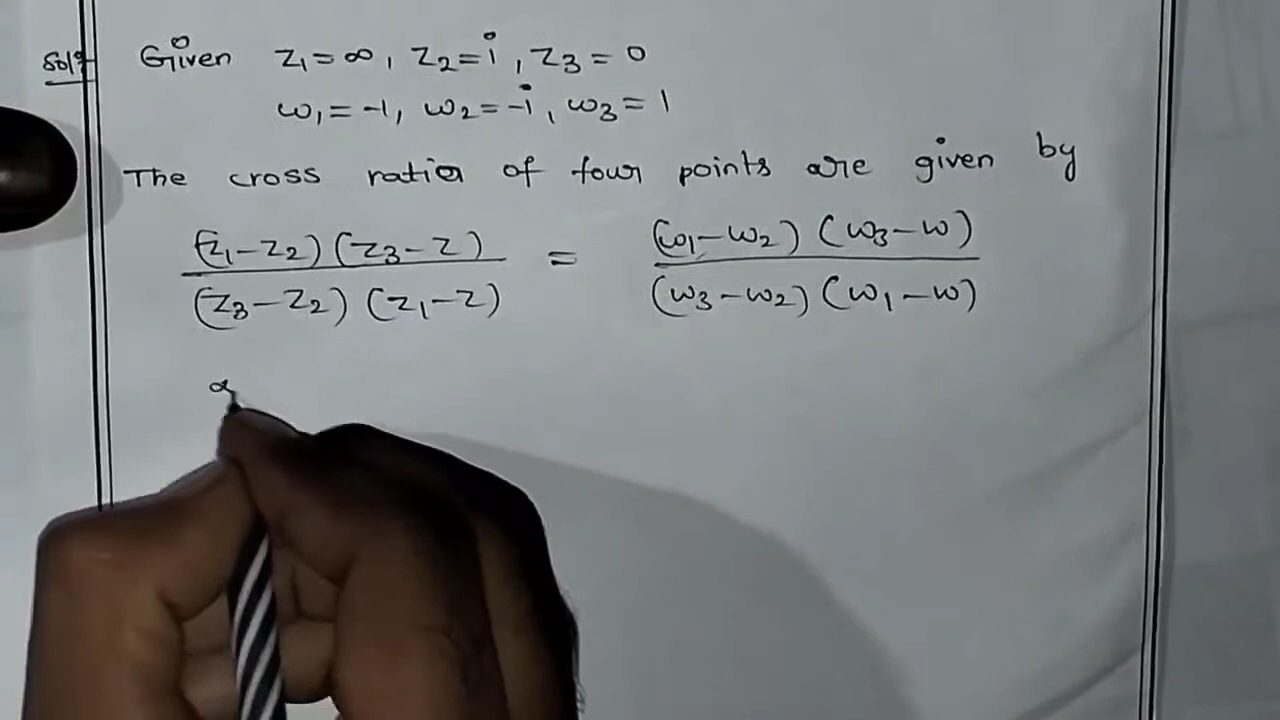 Solⁿ Given z₁=∞, z₂=i, z₃=0
w₁=-1, w₂=-i, w₃=1
The cross ratio of four points are given by
(z₁-z₂)(z₃-z)/(z₃-z₂)(z₁-z) = (w₁-w₂)(w₃-w)/(w₃-w₂)(w₁-w)